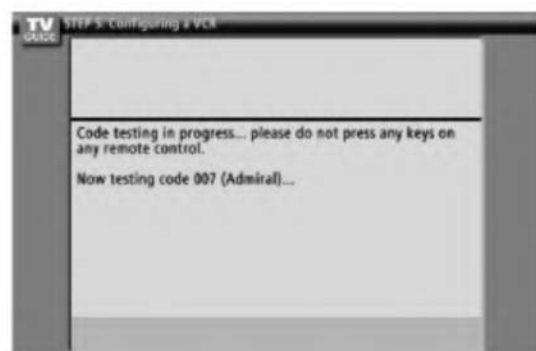 TV
GUIDE
STEP 5: Configuring a VCR
Code testing in progress... please do not press any keys on
any remote control.
Now testing code 007 (Admiral)...